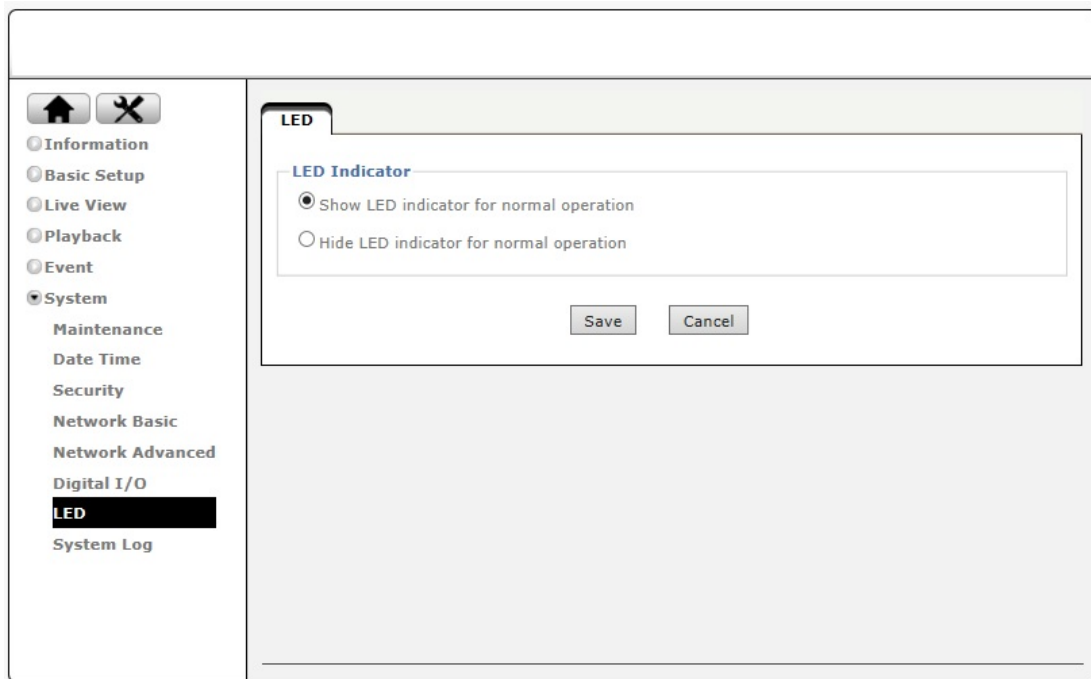 Information
Basic Setup
Live View
Playback
Event
System
Maintenance
Date Time
Security
Network Basic
Network Advanced
Digital I/O
LED
System Log
LED
LED Indicator
Show LED indicator for normal operation
Hide LED indicator for normal operation
Save Cancel